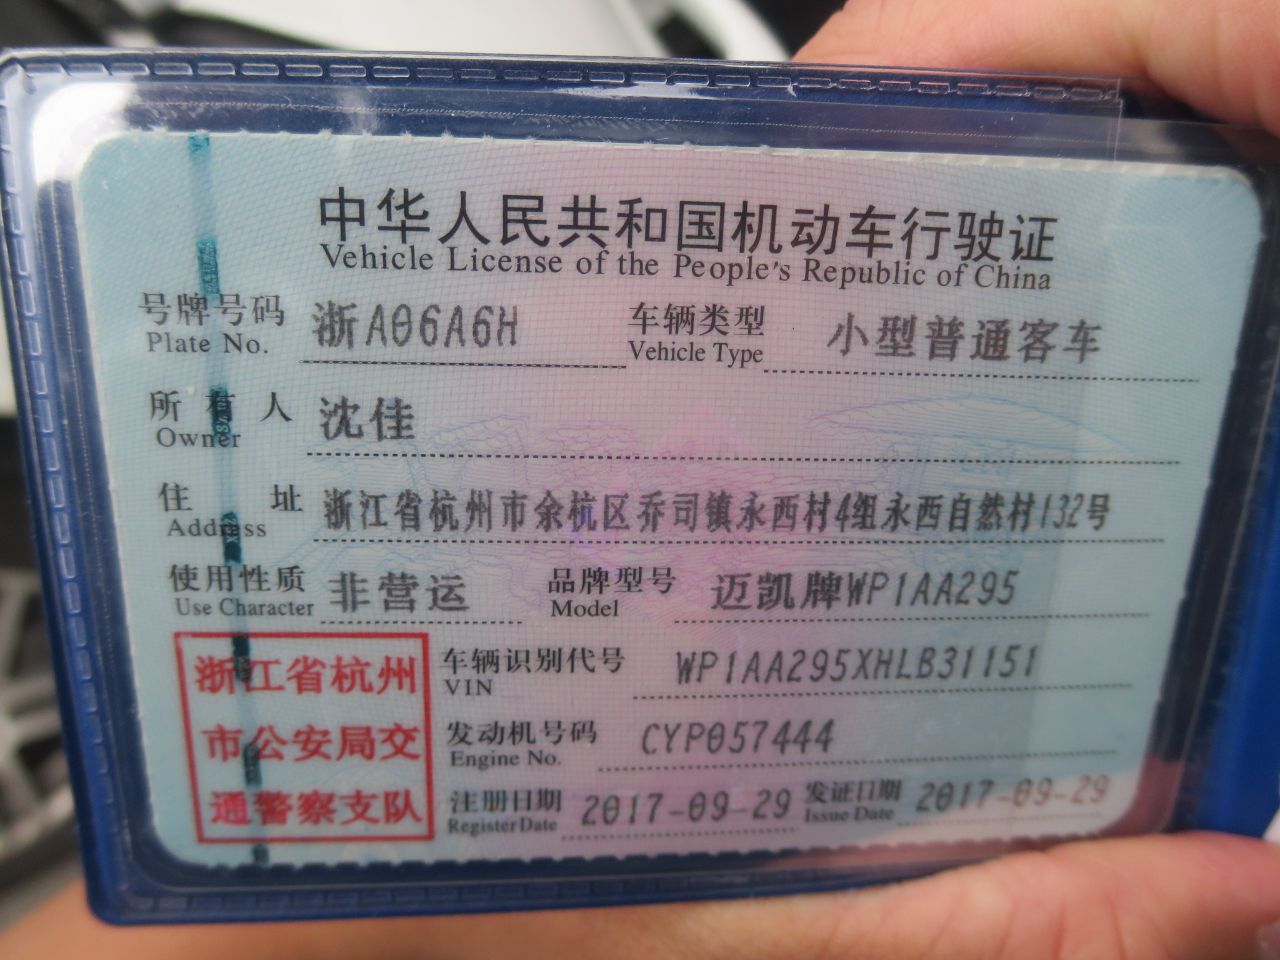 中华人民共和国机动车行驶证
Vehicle License of the People's Republic of China
号牌号码 浙A06A6H 车辆类型 小型普通客车
Plate No. Vehicle Type
所有人 沈佳
Owner
住址 浙江省杭州市余杭区乔司镇永西村4组永西自然村132号
Address
使用性质 非营运 品牌型号 迈凯牌WP1AA295
Use Character Model
浙江省杭州 车辆识别代号 WP1AA295XHLB31151
VIN
市公安局交 发动机号码 CYP057444
Engine No.
通警察支队 注册日期 2017-09-29 发证日期 2017-09-29
Register Date Issue Date